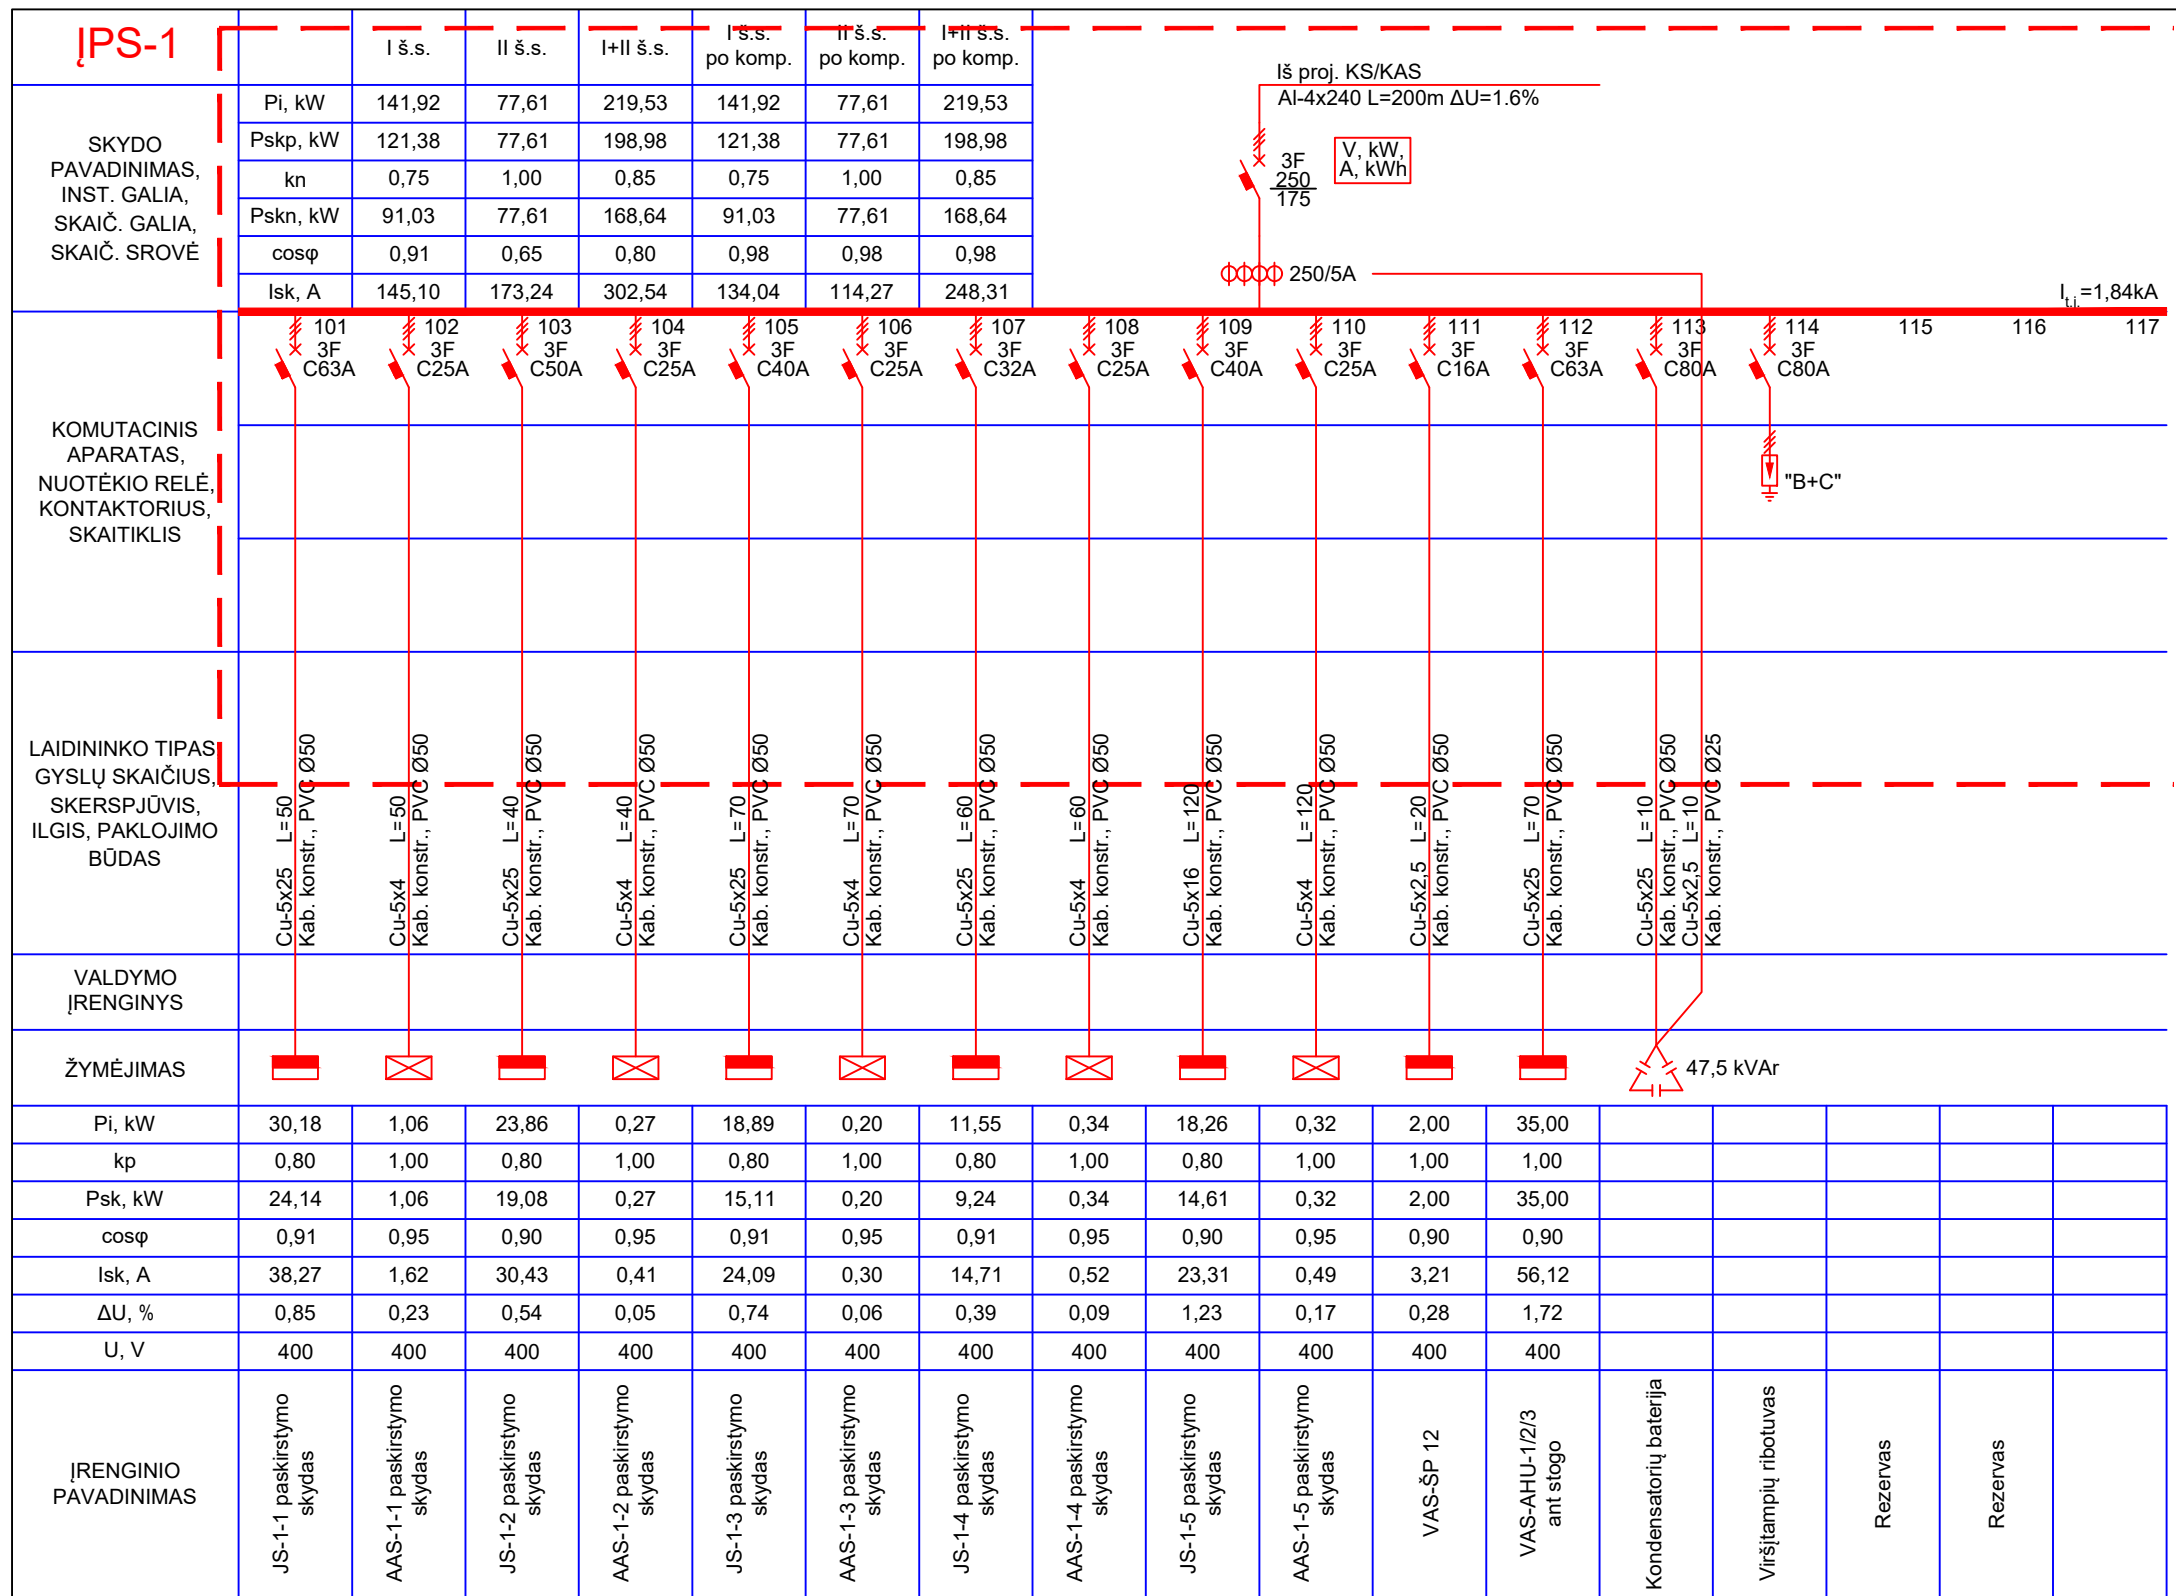 ĮPS-1
I š.s.
II š.s.
I+II š.s.
I š.s.
po komp.
II š.s.
po komp.
I+II š.s.
po komp.
SKYDO
PAVADINIMAS,
INST. GALIA,
SKAIČ. GALIA,
SKAIČ. SROVĖ
Pi, kW 141,92 77,61 219,53 141,92 77,61 219,53
Pskp, kW 121,38 77,61 198,98 121,38 77,61 198,98
kn 0,75 1,00 0,85 0,75 1,00 0,85
Pskn, kW 91,03 77,61 168,64 91,03 77,61 168,64
cosφ 0,91 0,65 0,80 0,98 0,98 0,98
Isk, A 145,10 173,24 302,54 134,04 114,27 248,31
Iš proj. KS/KAS
Al-4x240 L=200m ΔU=1.6%
3F
250
175
V, kW,
A, kWh
250/5A
It.i.=1,84kA
KOMUTACINIS
APARATAS,
NUOTĖKIO RELĖ,
KONTAKTORIUS,
SKAITIKLIS
101
3F
C63A
102
3F
C25A
103
3F
C50A
104
3F
C25A
105
3F
C40A
106
3F
C25A
107
3F
C32A
108
3F
C25A
109
3F
C40A
110
3F
C25A
111
3F
C16A
112
3F
C63A
113
3F
C80A
114
3F
C80A
115
116
117
"B+C"
LAIDININKO TIPAS
GYSLŲ SKAIČIUS,
SKERSPJŪVIS,
ILGIS, PAKLOJIMO
BŪDAS
Cu-5x25 L=50
Kab. konstr., PVC Ø50
Cu-5x4 L=50
Kab. konstr., PVC Ø50
Cu-5x25 L=40
Kab. konstr., PVC Ø50
Cu-5x4 L=40
Kab. konstr., PVC Ø50
Cu-5x25 L=70
Kab. konstr., PVC Ø50
Cu-5x4 L=70
Kab. konstr., PVC Ø50
Cu-5x25 L=60
Kab. konstr., PVC Ø50
Cu-5x4 L=60
Kab. konstr., PVC Ø50
Cu-5x16 L=120
Kab. konstr., PVC Ø50
Cu-5x4 L=120
Kab. konstr., PVC Ø50
Cu-5x2,5 L=20
Kab. konstr., PVC Ø50
Cu-5x25 L=70
Kab. konstr., PVC Ø50
Cu-5x25 L=10
Kab. konstr., PVC Ø50
Cu-5x2,5 L=10
Kab. konstr., PVC Ø25
VALDYMO
ĮRENGINYS
ŽYMĖJIMAS
47,5 kVAr
Pi, kW 30,18 1,06 23,86 0,27 18,89 0,20 11,55 0,34 18,26 0,32 2,00 35,00
kp 0,80 1,00 0,80 1,00 0,80 1,00 0,80 1,00 0,80 1,00 1,00 1,00
Psk, kW 24,14 1,06 19,08 0,27 15,11 0,20 9,24 0,34 14,61 0,32 2,00 35,00
cosφ 0,91 0,95 0,90 0,95 0,91 0,95 0,91 0,95 0,90 0,95 0,90 0,90
Isk, A 38,27 1,62 30,43 0,41 24,09 0,30 14,71 0,52 23,31 0,49 3,21 56,12
ΔU, % 0,85 0,23 0,54 0,05 0,74 0,06 0,39 0,09 1,23 0,17 0,28 1,72
U, V 400 400 400 400 400 400 400 400 400 400 400 400
ĮRENGINIO
PAVADINIMAS
JS-1-1 paskirstymo
skydas
AAS-1-1 paskirstymo
skydas
JS-1-2 paskirstymo
skydas
AAS-1-2 paskirstymo
skydas
JS-1-3 paskirstymo
skydas
AAS-1-3 paskirstymo
skydas
JS-1-4 paskirstymo
skydas
AAS-1-4 paskirstymo
skydas
JS-1-5 paskirstymo
skydas
AAS-1-5 paskirstymo
skydas
VAS-ŠP 12
VAS-AHU-1/2/3
ant stogo
Kondensatorių baterija
Viršįtampių ribotuvas
Rezervas
Rezervas